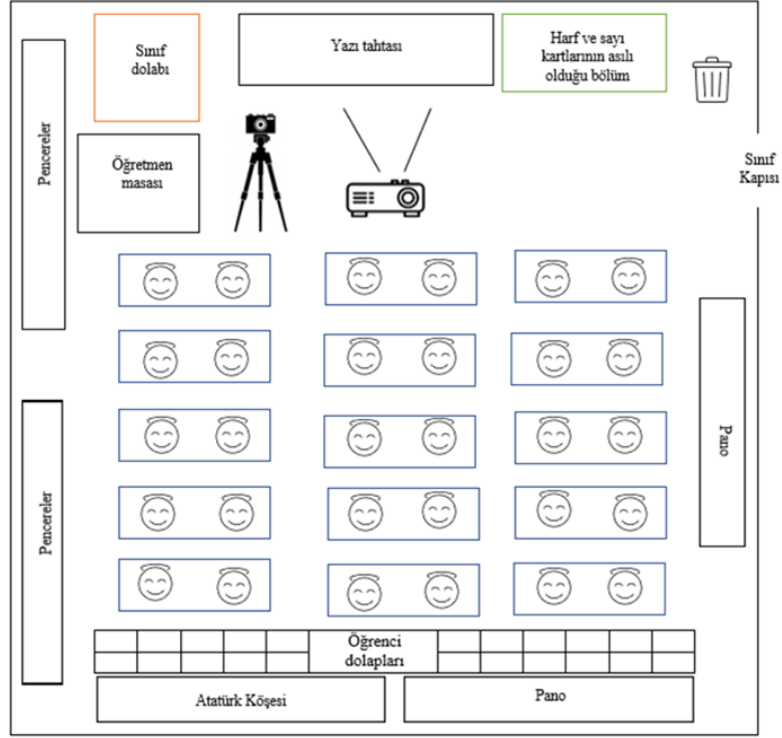 Sınıf
dolabı
Yazı tahtası
Harf ve sayı
kartlarının asılı
olduğu bölüm
Pencereler
Öğretmen
masası
Sınıf
Kapısı
Pano
Pencereler
Öğrenci
dolapları
Atatürk Köşesi
Pano